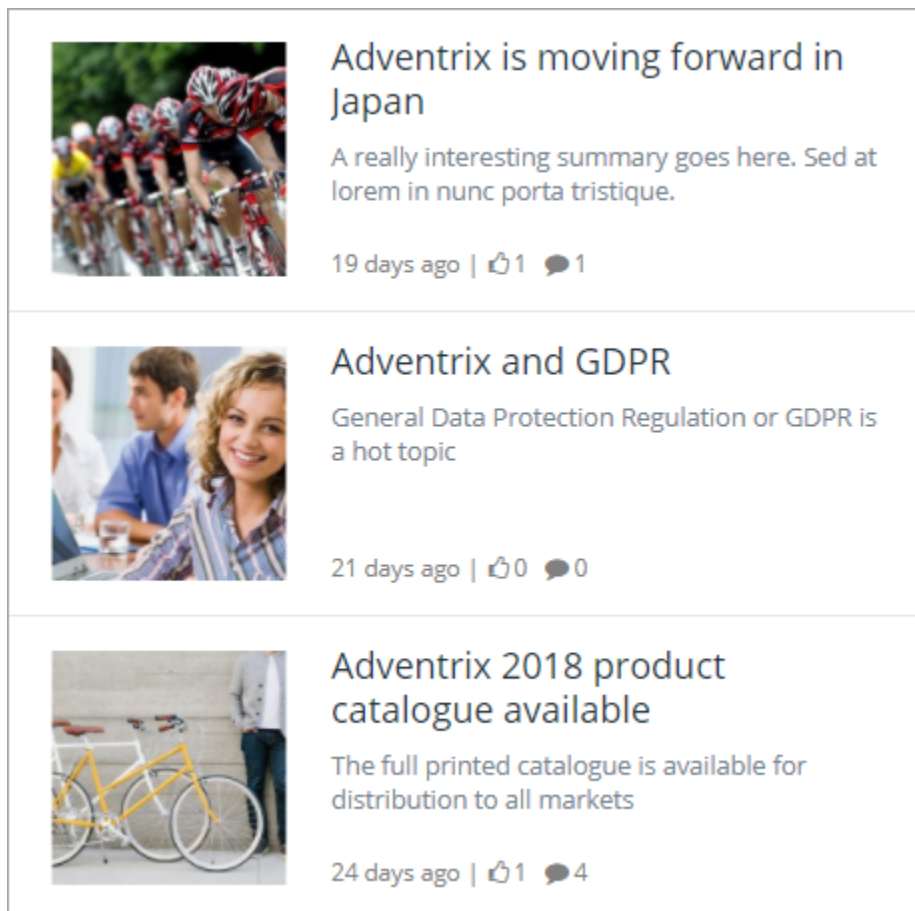 Adventrix is moving forward in
Japan
A really interesting summary goes here. Sed at
lorem in nunc porta tristique.
19 days ago | 1 1
Adventrix and GDPR
General Data Protection Regulation or GDPR is
a hot topic
21 days ago | 0 0
Adventrix 2018 product
catalogue available
The full printed catalogue is available for
distribution to all markets
24 days ago | 1 4